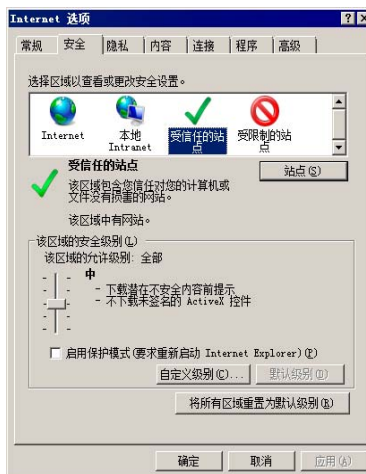 Internet 选项
常规 安全 隐私 内容 连接 程序 高级
选择区域以查看或更改安全设置。
Internet 本地 Intranet 受信任的站点 受限制的站点
受信任的站点
站点(S)
该区域包含您信任对您的计算机或
文件没有损害的网站。
该区域中有网站。
该区域的安全级别(L)
该区域的允许级别: 全部
中
- 下载潜在不安全内容前提示
- 不下载未签名的 ActiveX 控件
启用保护模式(要求重新启动 Internet Explorer)(P)
自定义级别(C)... 默认级别(D)
将所有区域重置为默认级别(R)
确定 取消 应用(A)